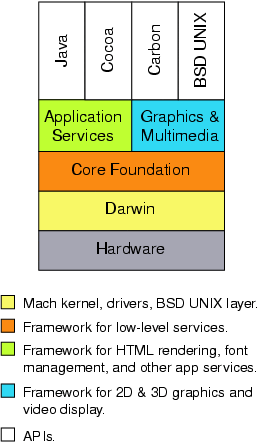 Java
Cocoa
Carbon
BSD UNIX
Application
Services
Graphics &
Multimedia
Core Foundation
Darwin
Hardware
Mach kernel, drivers, BSD UNIX layer.
Framework for low-level services.
Framework for HTML rendering, font
management, and other app services.
Framework for 2D & 3D graphics and
video display.
APIs.